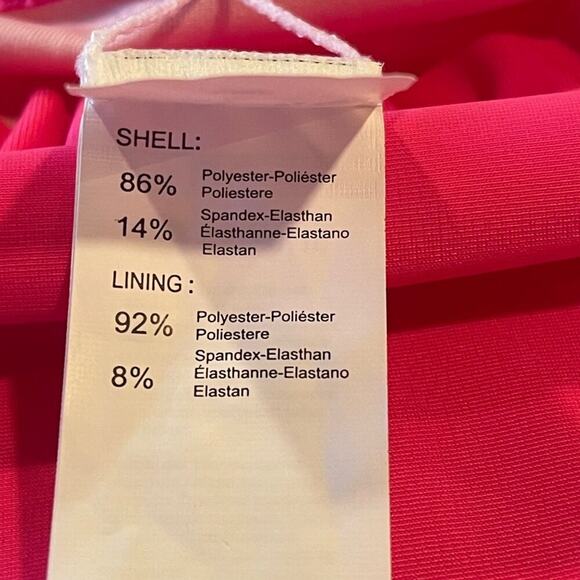 SHELL:
86% Polyester-Poliéster
Poliestere
14% Spandex-Elasthan
Élasthanne-Elastano
Elastan
LINING :
92% Polyester-Poliéster
Poliestere
8% Spandex-Elasthan
Élasthanne-Elastano
Elastan